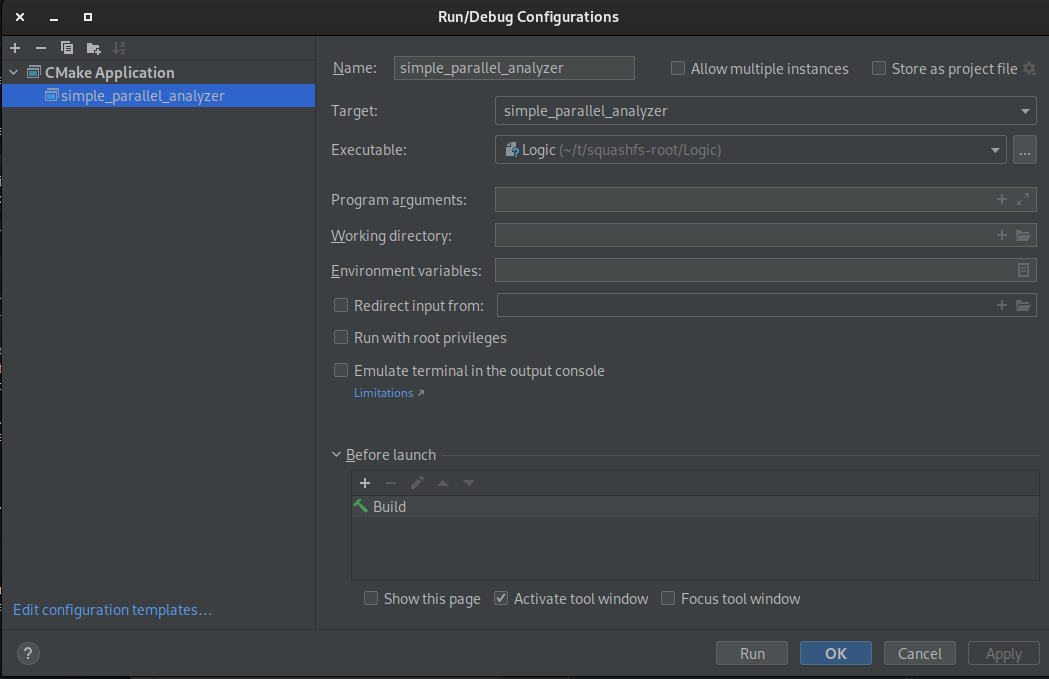 Run/Debug Configurations
CMake Application
simple_parallel_analyzer
Name: simple_parallel_analyzer Allow multiple instances Store as project file
Target: simple_parallel_analyzer
Executable: Logic (~/t/squashfs-root/Logic) ...
Program arguments:
Working directory:
Environment variables:
Redirect input from:
Run with root privileges
Emulate terminal in the output console
Limitations ↗
Before launch
Build
Show this page Activate tool window Focus tool window
Edit configuration templates...
? Run OK Cancel Apply